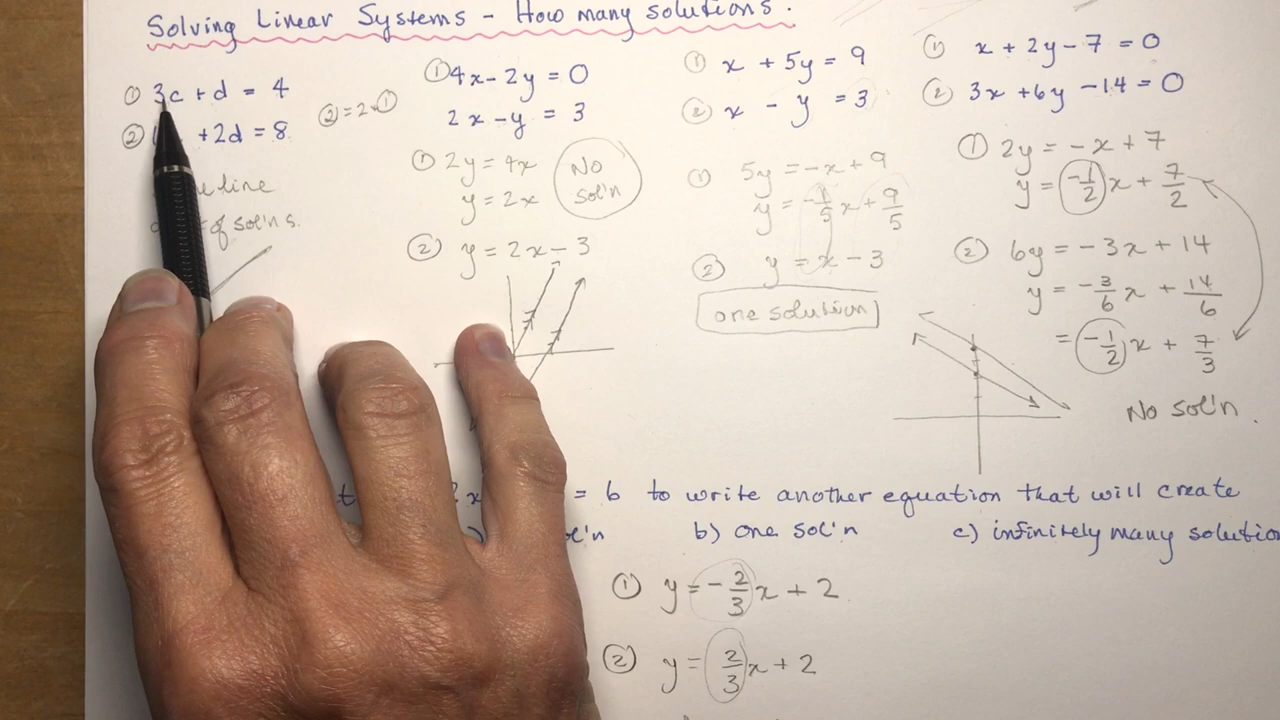 Solving Linear Systems - How many solutions.
① 3c + d = 4
② +2d = 8
② = 2×①
line
of sol'ns.
① 4x - 2y = 0
2x - y = 3
① 2y = 4x
y = 2x
No sol'n
② y = 2x - 3
① x + 5y = 9
② x - y = 3
① 5y = -x + 9
y = -1/5 x + 9/5
② y = x - 3
one solution
① x + 2y - 7 = 0
② 3x + 6y - 14 = 0
① 2y = -x + 7
y = -1/2 x + 7/2
② 6y = -3x + 14
y = -3/6 x + 14/6
= -1/2 x + 7/3
No sol'n
= 6 to write another equation that will create
b) one sol'n
c) infinitely many
① y = -2/3 x + 2
② y = 2/3 x + 2